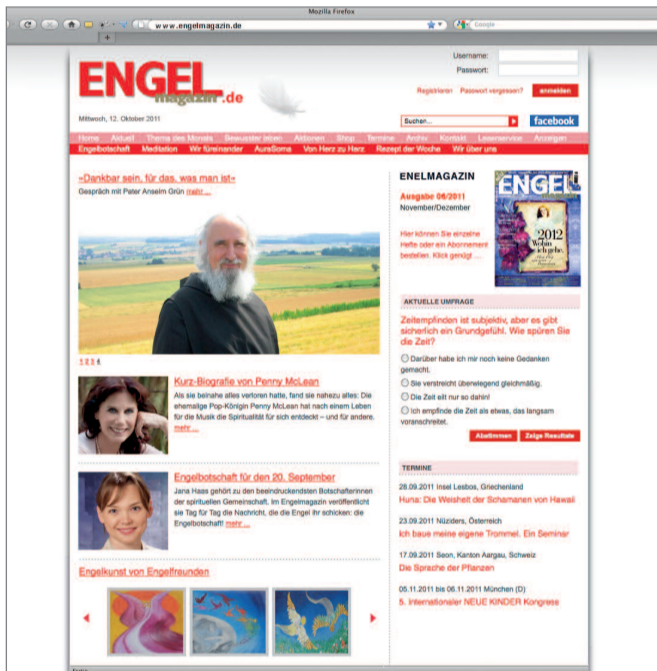 Mozilla Firefox
www.engelmagazin.de
Google
Username:
Passwort:
Registrieren Passwort vergessen? anmelden
ENGEL
magazin.de
Mittwoch, 12. Oktober 2011
Suchen...
facebook
Home Aktuell Thema des Monats Bewusster leben Aktionen Shop Termine Archiv Kontakt Leserservice Anzeigen
Engelbotschaft Meditation Wir füreinander AuraSoma Von Herz zu Herz Rezept der Woche Wir über uns
»Dankbar sein, für das, was man ist«
Gespräch mit Pater Anselm Grün mehr ...
1 2 3 4
Kurz-Biografie von Penny McLean
Als sie beinahe alles verloren hatte, fand sie nahezu alles: Die
ehemalige Pop-Königin Penny McLean hat nach einem Leben
für die Musik die Spiritualität für sich entdeckt – und für andere.
mehr ...
Engelbotschaft für den 20. September
Jana Haas gehört zu den beeindruckendsten Botschafterinnen
der spirituellen Gemeinschaft. Im Engelmagazin veröffentlich
sie Tag für Tag die Nachricht, die die Engel ihr schicken: die
Engelbotschaft! mehr ...
Engelkunst von Engelfreunden
ENELMAGAZIN
Ausgabe 06/2011
November/Dezember
Hier können Sie einzelne
Hefte oder ein Abonnement
bestellen. Klick genügt ...
ENGEL
2012
Wohin
ich gehe.
AKTUELLE UMFRAGE
Zeitempfinden ist subjektiv, aber es gibt
sicherlich ein Grundgefühl. Wie spüren Sie
die Zeit?
Darüber habe ich mir noch keine Gedanken
gemacht.
Sie verstreicht überwiegend gleichmäßig.
Die Zeit eilt nur so dahin!
Ich empfinde die Zeit als etwas, das langsam
voranschreitet.
Abstimmen Zeige Resultate
TERMINE
28.09.2011 Insel Lesbos, Griechenland
Huna: Die Weisheit der Schamanen von Hawaii
23.09.2011 Nüziders, Österreich
Ich baue meine eigene Trommel. Ein Seminar
17.09.2011 Seon, Kanton Aargau, Schweiz
Die Sprache der Pflanzen
05.11.2011 bis 06.11.2011 München (D)
5. Internationaler NEUE KINDER Kongress